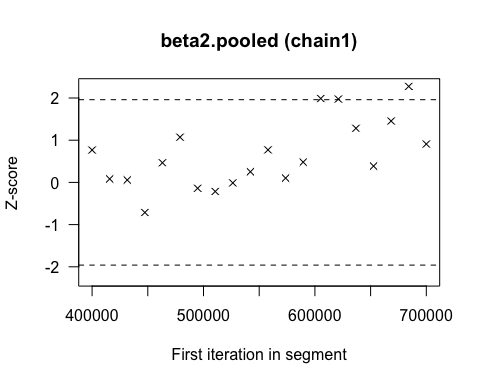 beta2.pooled (chain1)
Z-score
2
1
0
-1
-2
400000 500000 600000 700000
First iteration in segment